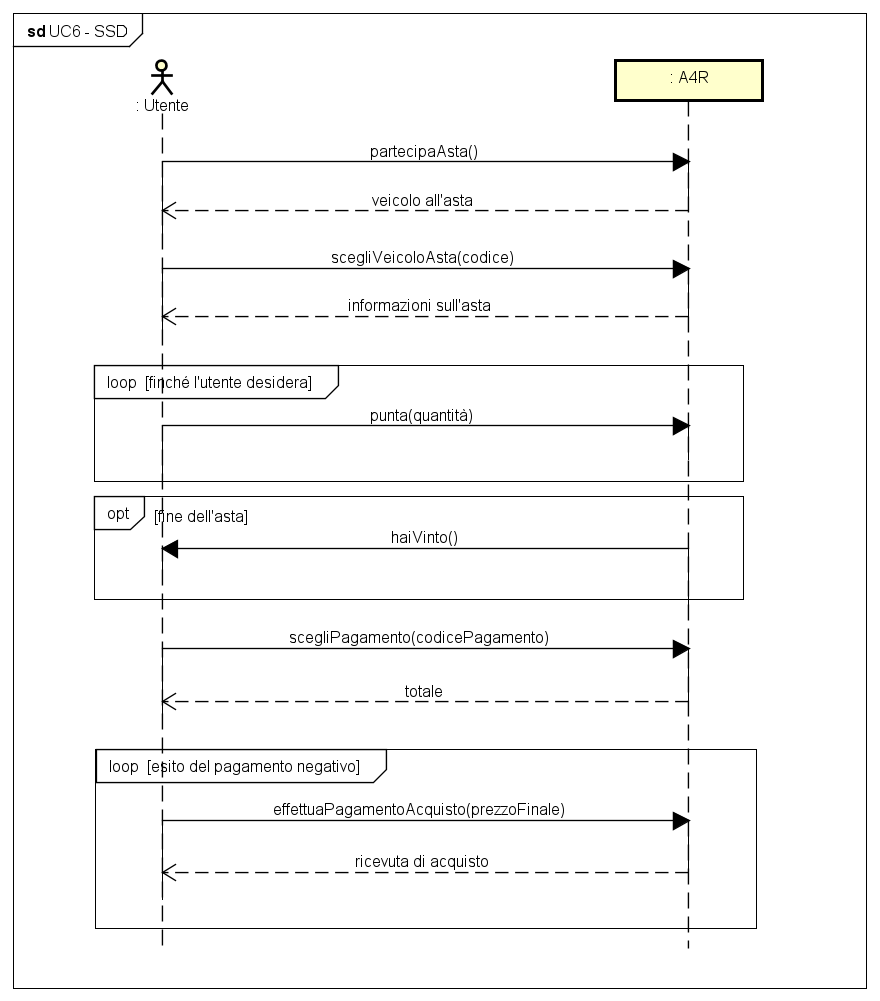 sd UC6 - SSD
: Utente
: A4R
partecipaAsta()
veicolo all'asta
scegliVeicoloAsta(codice)
informazioni sull'asta
loop [finché l'utente desidera]
punta(quantità)
opt [fine dell'asta]
haiVinto()
scegliPagamento(codicePagamento)
totale
loop [esito del pagamento negativo]
effettuaPagamentoAcquisto(prezzoFinale)
ricevuta di acquisto